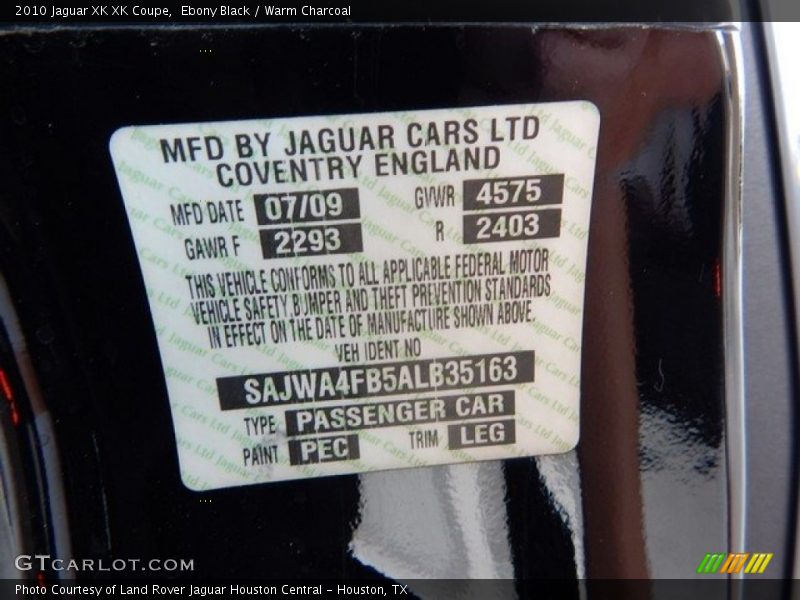 2010 Jaguar XK XK Coupe,  Ebony Black / Warm Charcoal
MFD BY JAGUAR CARS LTD
COVENTRY ENGLAND
MFD DATE 07/09 GVWR 4575
GAWR F 2293 R 2403
THIS VEHICLE CONFORMS TO ALL APPLICABLE FEDERAL MOTOR
VEHICLE SAFETY,BUMPER AND THEFT PREVENTION STANDARDS
IN EFFECT ON THE DATE OF MANUFACTURE SHOWN ABOVE.
VEH IDENT NO
SAJWA4FB5ALB35163
TYPE PASSENGER CAR
PAINT PEC TRIM LEG
GTCARLOT.COM
Photo Courtesy of Land Rover Jaguar Houston Central - Houston, TX